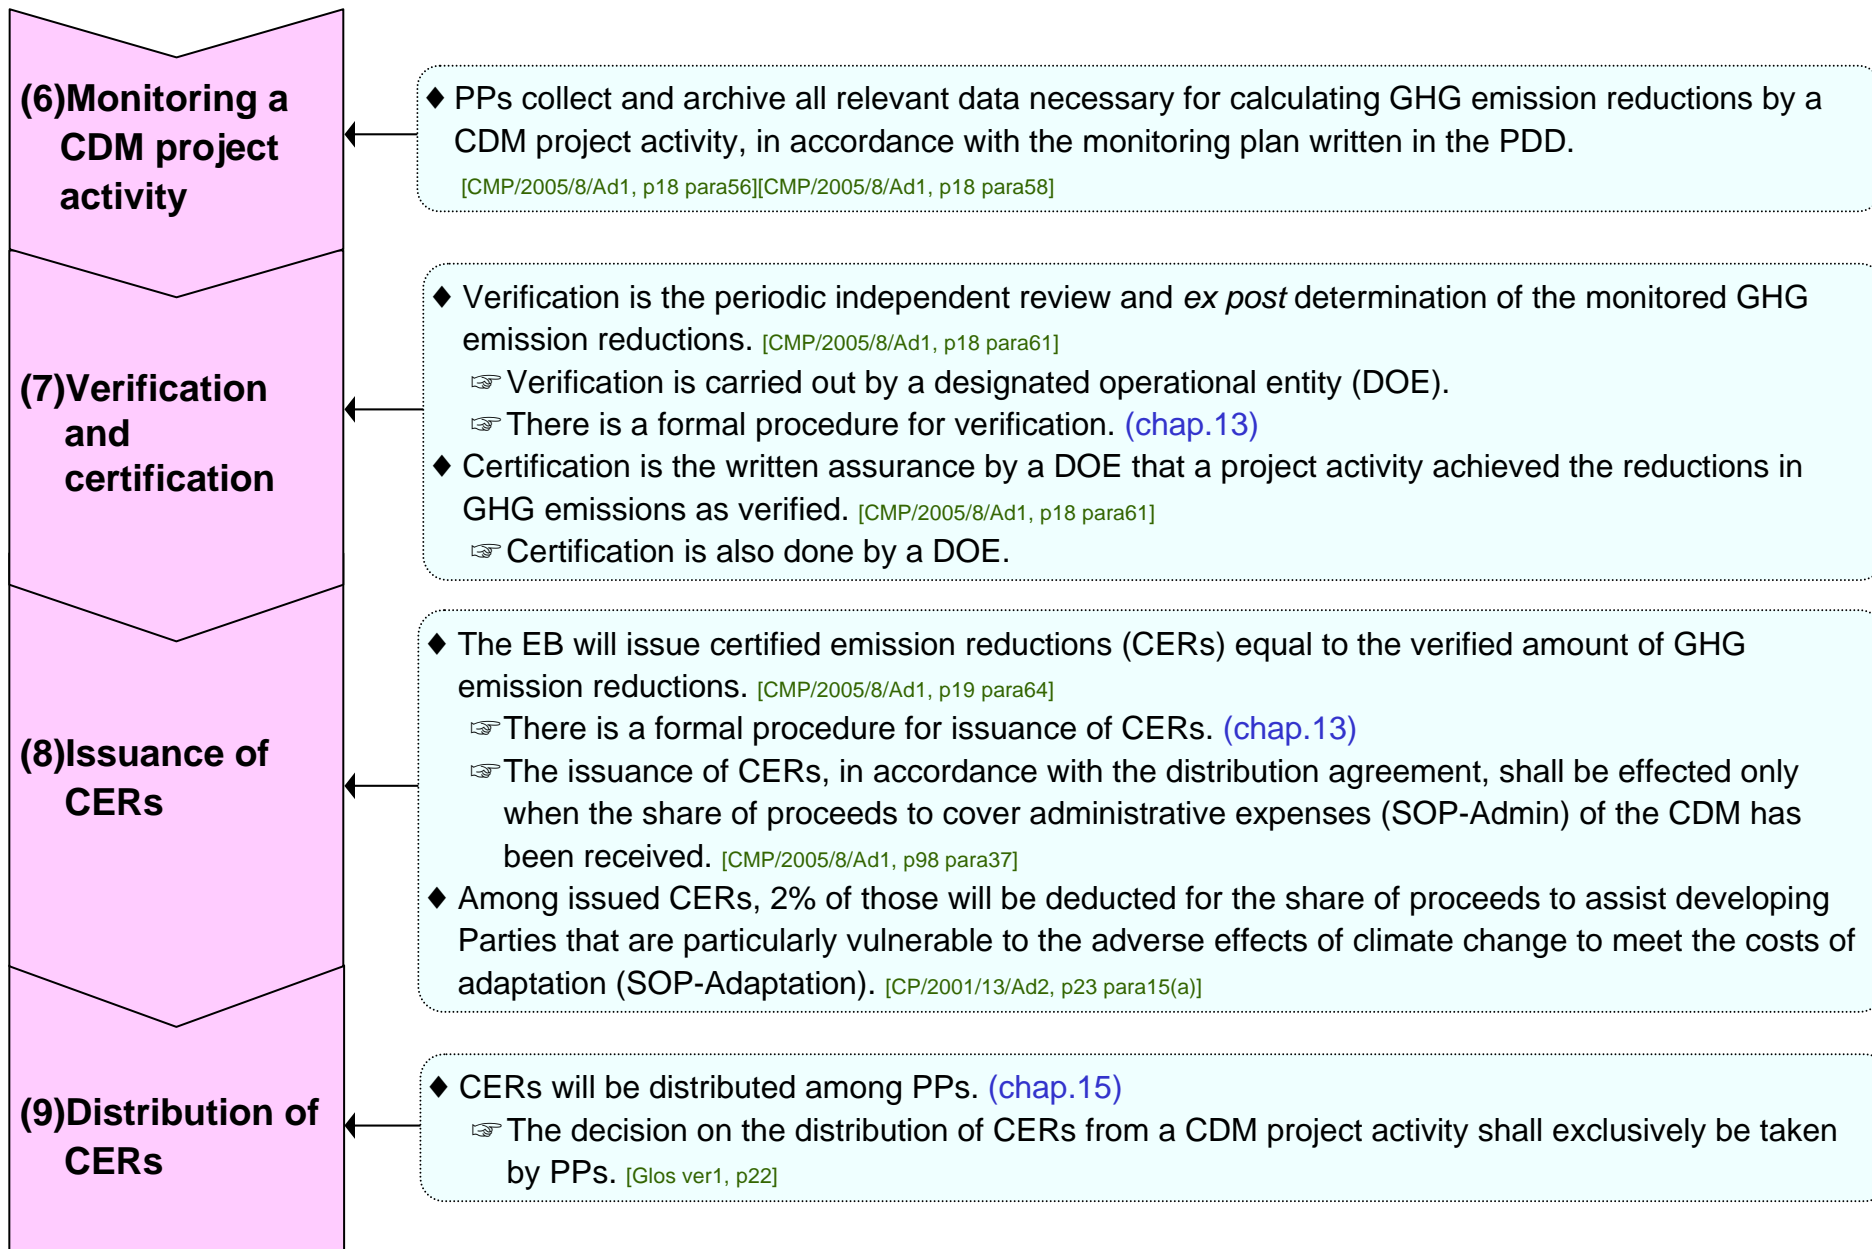 (6)Monitoring a
CDM project
activity
♦ PPs collect and archive all relevant data necessary for calculating GHG emission reductions by a
CDM project activity, in accordance with the monitoring plan written in the PDD.
[CMP/2005/8/Ad1, p18 para56][CMP/2005/8/Ad1, p18 para58]
(7)Verification
and
certification
♦ Verification is the periodic independent review and ex post determination of the monitored GHG
emission reductions. [CMP/2005/8/Ad1, p18 para61]
☞Verification is carried out by a designated operational entity (DOE).
☞There is a formal procedure for verification. (chap.13)
♦ Certification is the written assurance by a DOE that a project activity achieved the reductions in
GHG emissions as verified. [CMP/2005/8/Ad1, p18 para61]
☞Certification is also done by a DOE.
(8)Issuance of
CERs
♦ The EB will issue certified emission reductions (CERs) equal to the verified amount of GHG
emission reductions. [CMP/2005/8/Ad1, p19 para64]
☞There is a formal procedure for issuance of CERs. (chap.13)
☞The issuance of CERs, in accordance with the distribution agreement, shall be effected only
when the share of proceeds to cover administrative expenses (SOP-Admin) of the CDM has
been received. [CMP/2005/8/Ad1, p98 para37]
♦ Among issued CERs, 2% of those will be deducted for the share of proceeds to assist developing
Parties that are particularly vulnerable to the adverse effects of climate change to meet the costs of
adaptation (SOP-Adaptation). [CP/2001/13/Ad2, p23 para15(a)]
(9)Distribution of
CERs
♦ CERs will be distributed among PPs. (chap.15)
☞The decision on the distribution of CERs from a CDM project activity shall exclusively be taken
by PPs. [Glos ver1, p22]